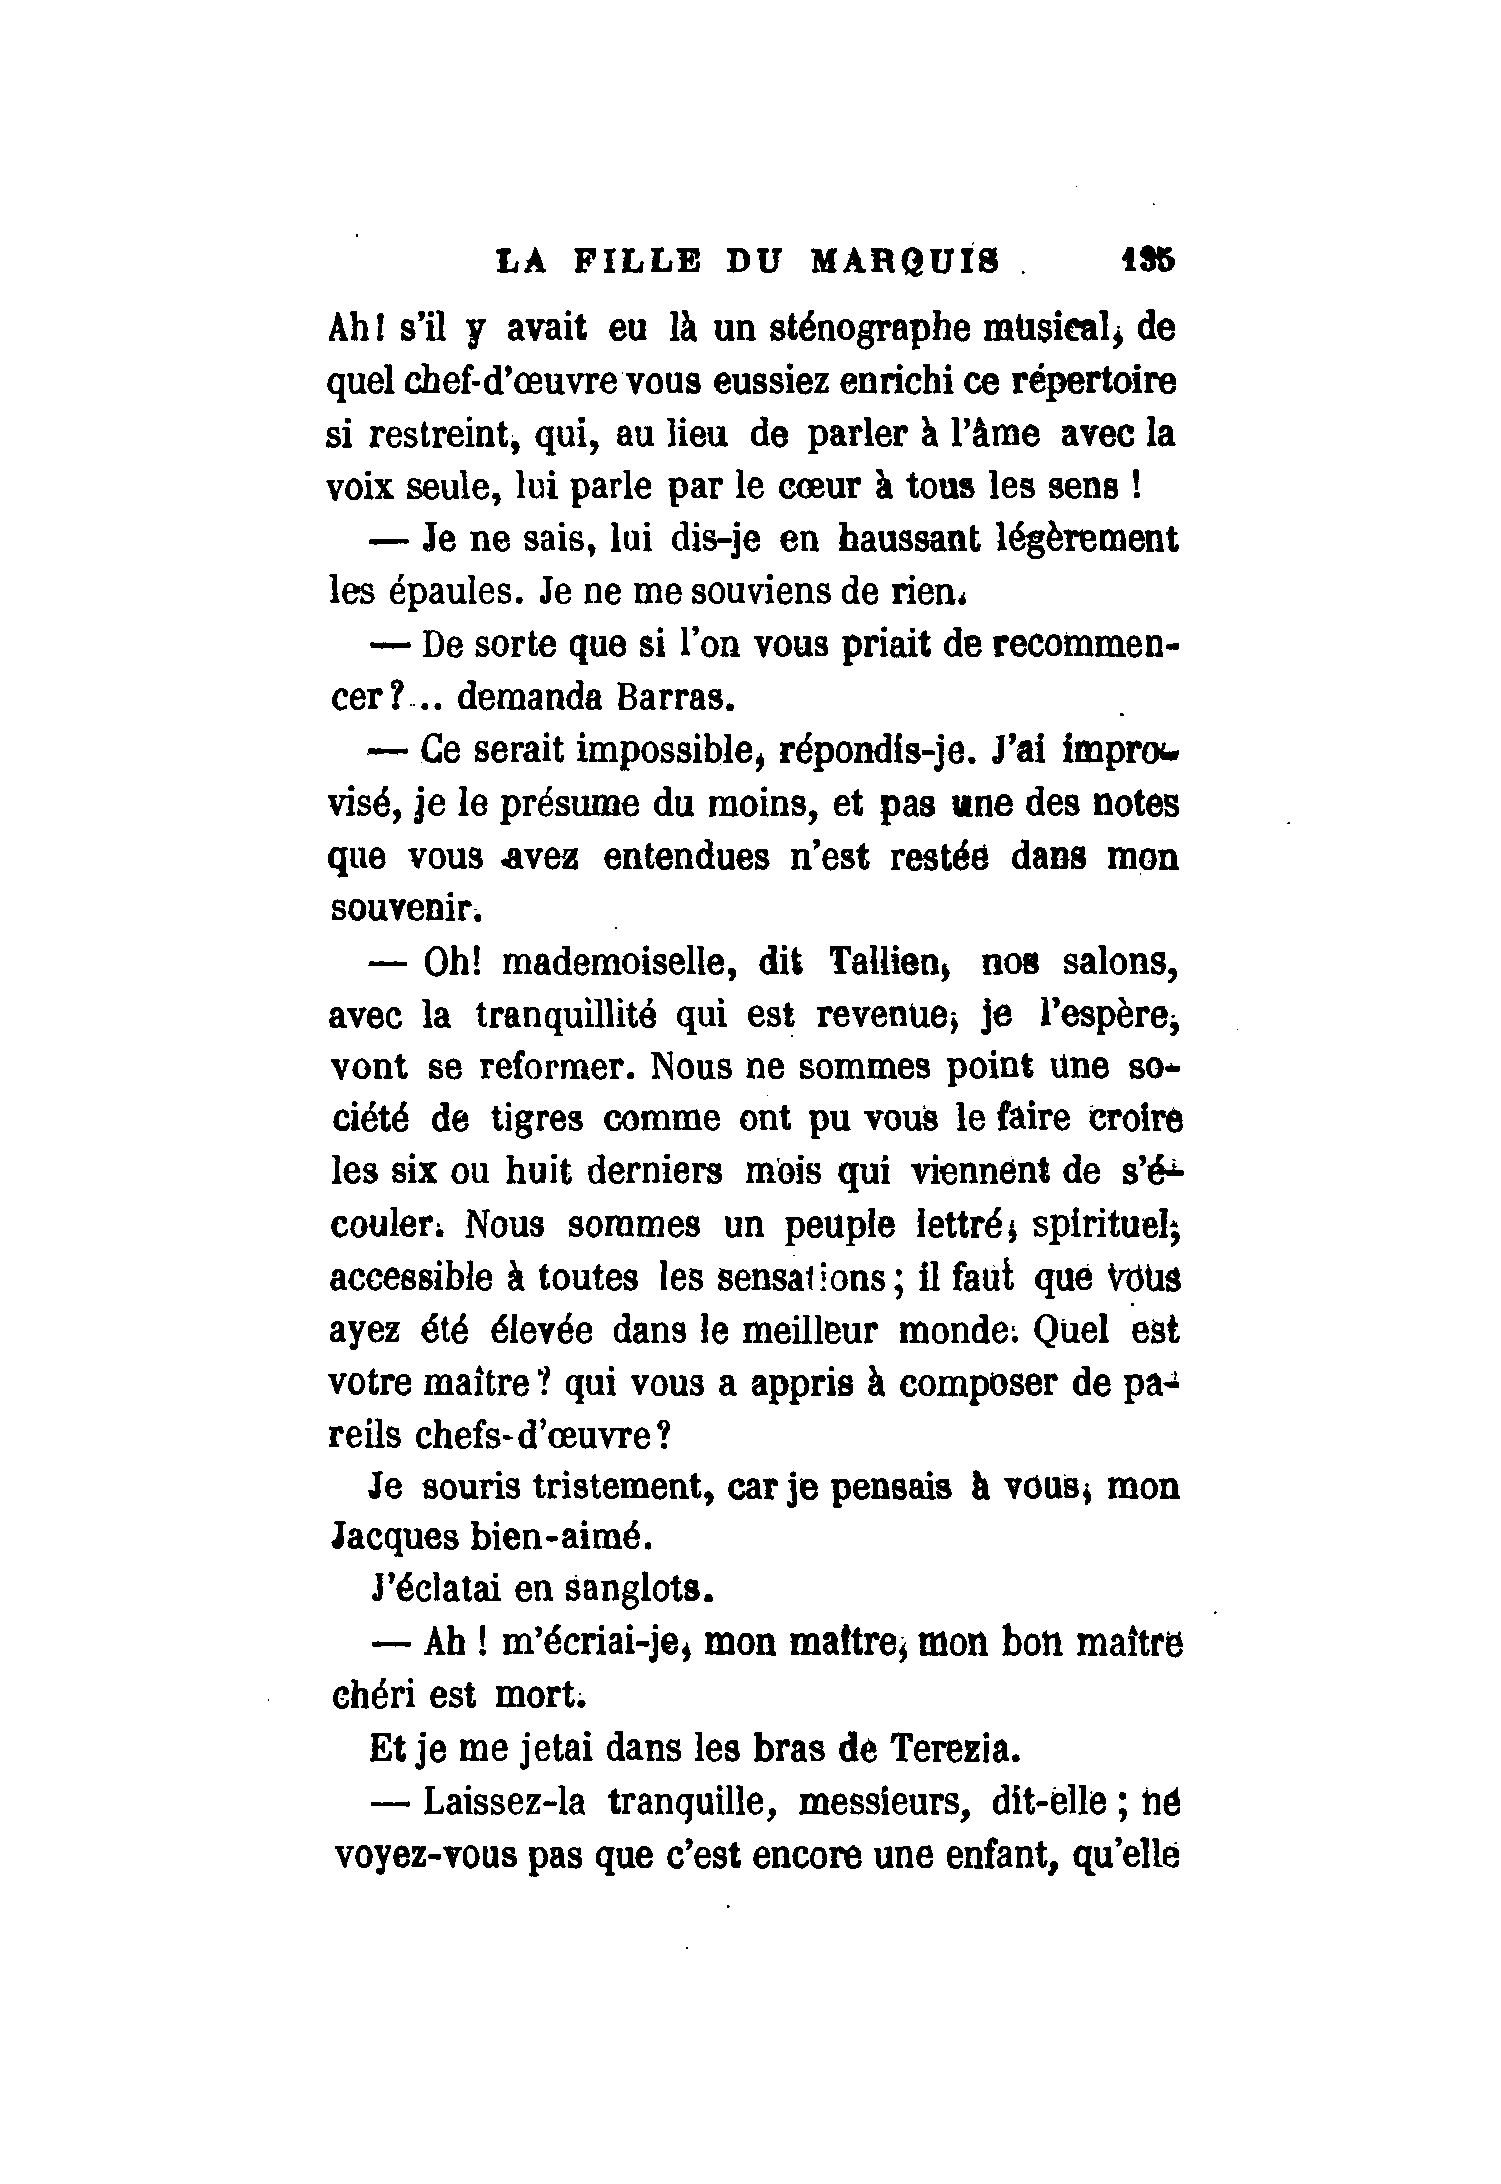 LA FILLE DU MARQUIS 135
Ah! s'il y avait eu là un sténographe musical, de
quel chef-d'œuvre vous eussiez enrichi ce répertoire
si restreint, qui, au lieu de parler à l'âme avec la
voix seule, lui parle par le cœur à tous les sens !
— Je ne sais, lui dis-je en haussant légèrement
les épaules. Je ne me souviens de rien.
— De sorte que si l'on vous priait de recommen-
cer ?... demanda Barras.
— Ce serait impossible, répondis-je. J'ai impro-
visé, je le présume du moins, et pas une des notes
que vous avez entendues n'est restée dans mon
souvenir.
— Oh! mademoiselle, dit Tallien, nos salons,
avec la tranquillité qui est revenue, je l'espère,
vont se reformer. Nous ne sommes point une so-
ciété de tigres comme ont pu vous le faire croire
les six ou huit derniers mois qui viennent de s'é-
couler. Nous sommes un peuple lettré, spirituel,
accessible à toutes les sensations ; il faut que vous
ayez été élevée dans le meilleur monde. Quel est
votre maître ? qui vous a appris à composer de pa-
reils chefs-d'œuvre ?
Je souris tristement, car je pensais à vous, mon
Jacques bien-aimé.
J'éclatai en sanglots.
— Ah ! m'écriai-je, mon maître, mon bon maître
chéri est mort.
Et je me jetai dans les bras de Terezia.
— Laissez-la tranquille, messieurs, dit-elle ; ne
voyez-vous pas que c'est encore une enfant, qu'elle